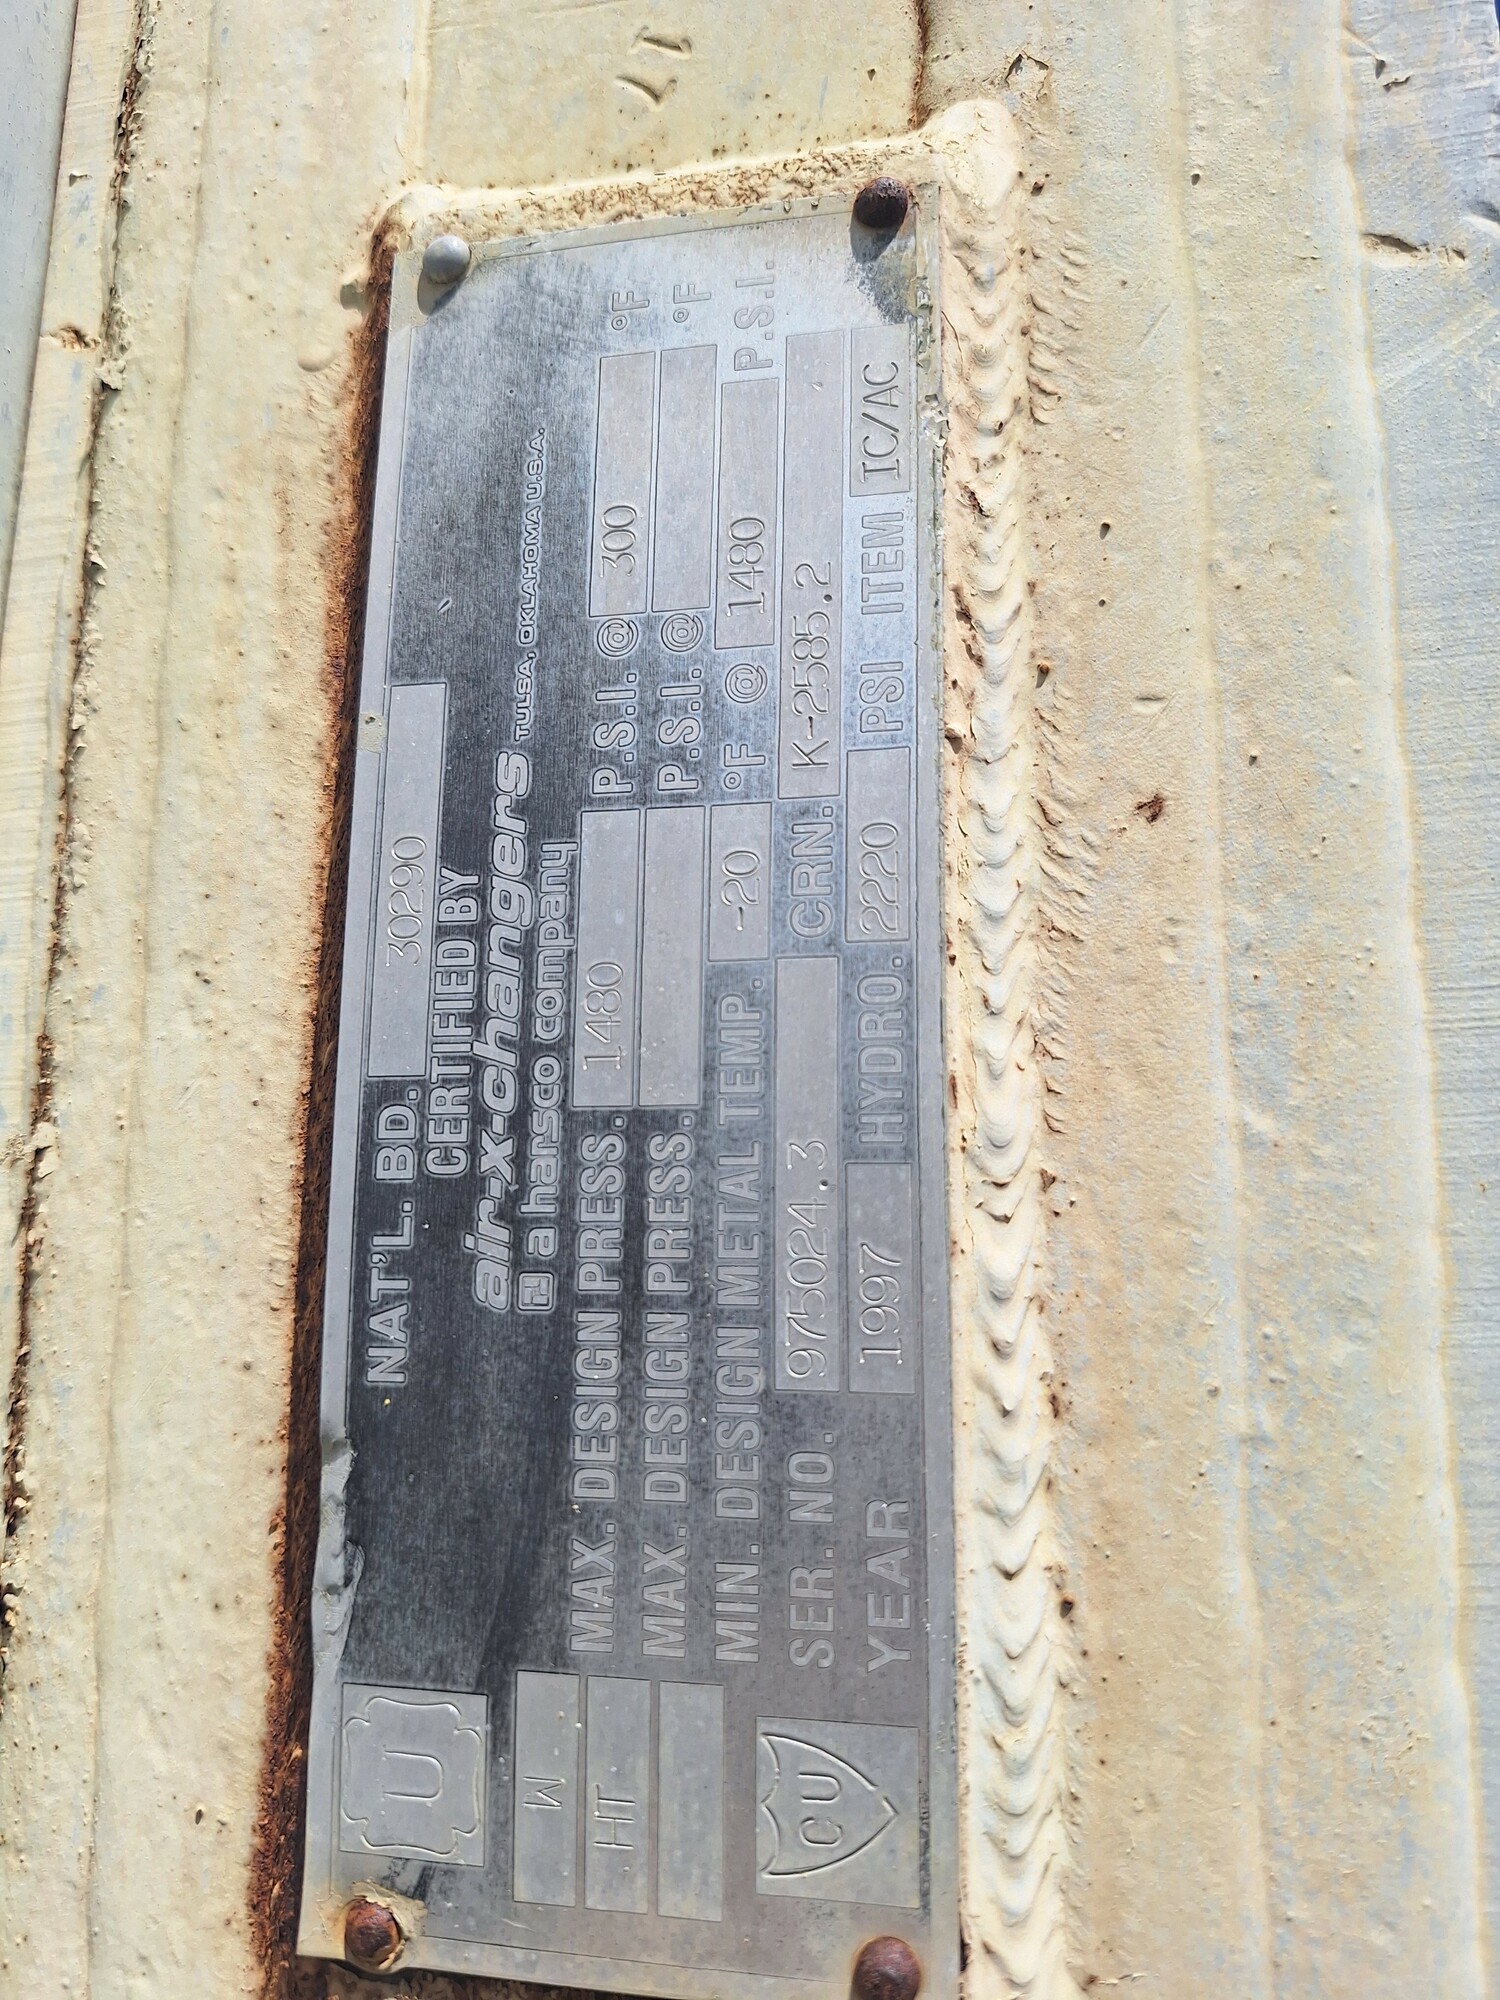 NAT'L. BD. 30290
CERTIFIED BY
air-x-changers TULSA, OKLAHOMA U.S.A.
a harsco company
U
W
HT
MAX. DESIGN PRESS. 1480 P.S.I. @ 300 °F
MAX. DESIGN PRESS. P.S.I. @ °F
MIN. DESIGN METAL TEMP. -20 °F @ 1480 P.S.I.
SER. NO. 975024.3 CRN. K-2585.2
YEAR 1997 HYDRO. 2220 PSI ITEM IC/AC
CU